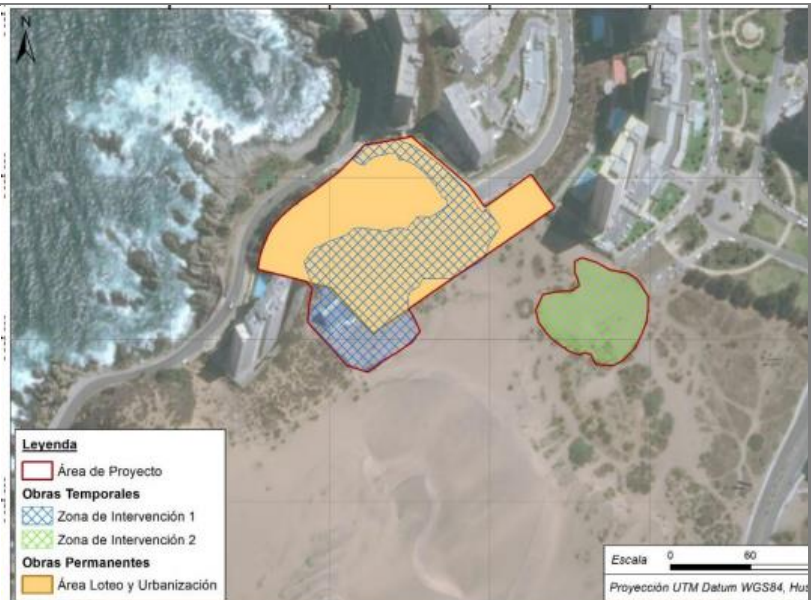 N
Leyenda
Área de Proyecto
Obras Temporales
Zona de Intervención 1
Zona de Intervención 2
Obras Permanentes
Área Loteo y Urbanización
Escala 0 60
Proyección UTM Datum WGS84, Hus